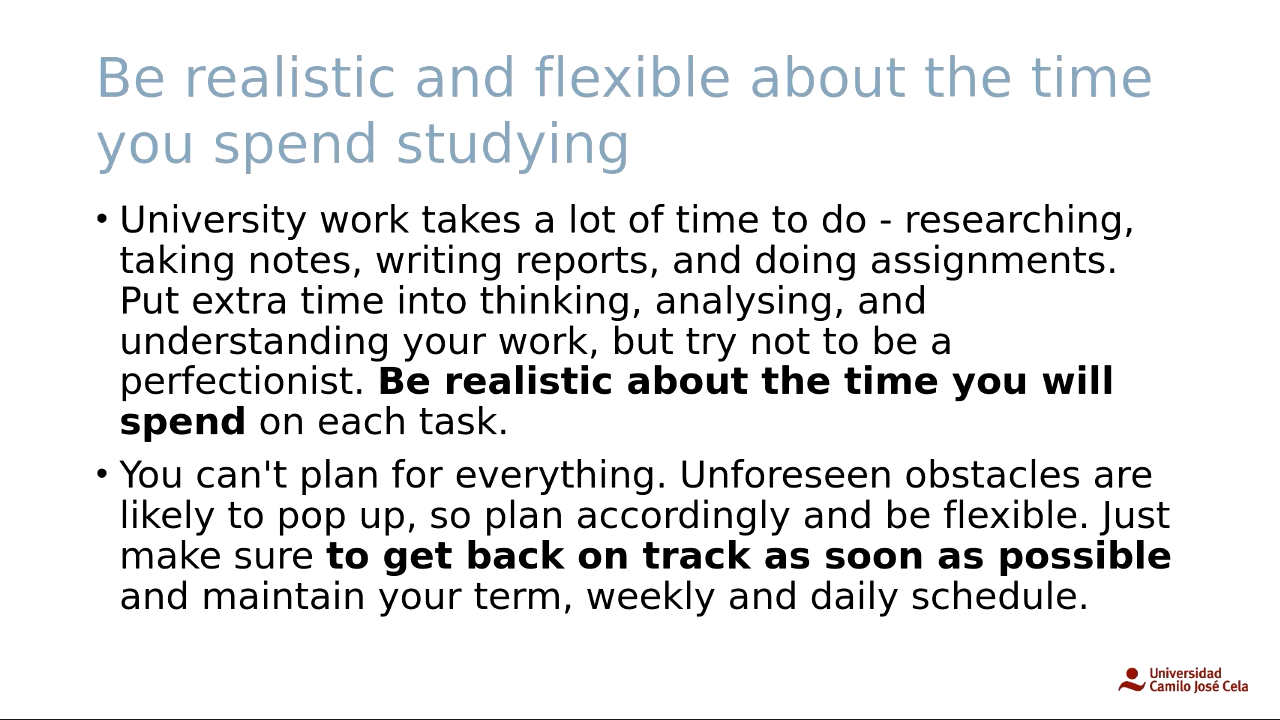 Be realistic and flexible about the time
you spend studying
• University work takes a lot of time to do - researching,
taking notes, writing reports, and doing assignments.
Put extra time into thinking, analysing, and
understanding your work, but try not to be a
perfectionist. Be realistic about the time you will
spend on each task.
• You can't plan for everything. Unforeseen obstacles are
likely to pop up, so plan accordingly and be flexible. Just
make sure to get back on track as soon as possible
and maintain your term, weekly and daily schedule.
Universidad
Camilo José Cela